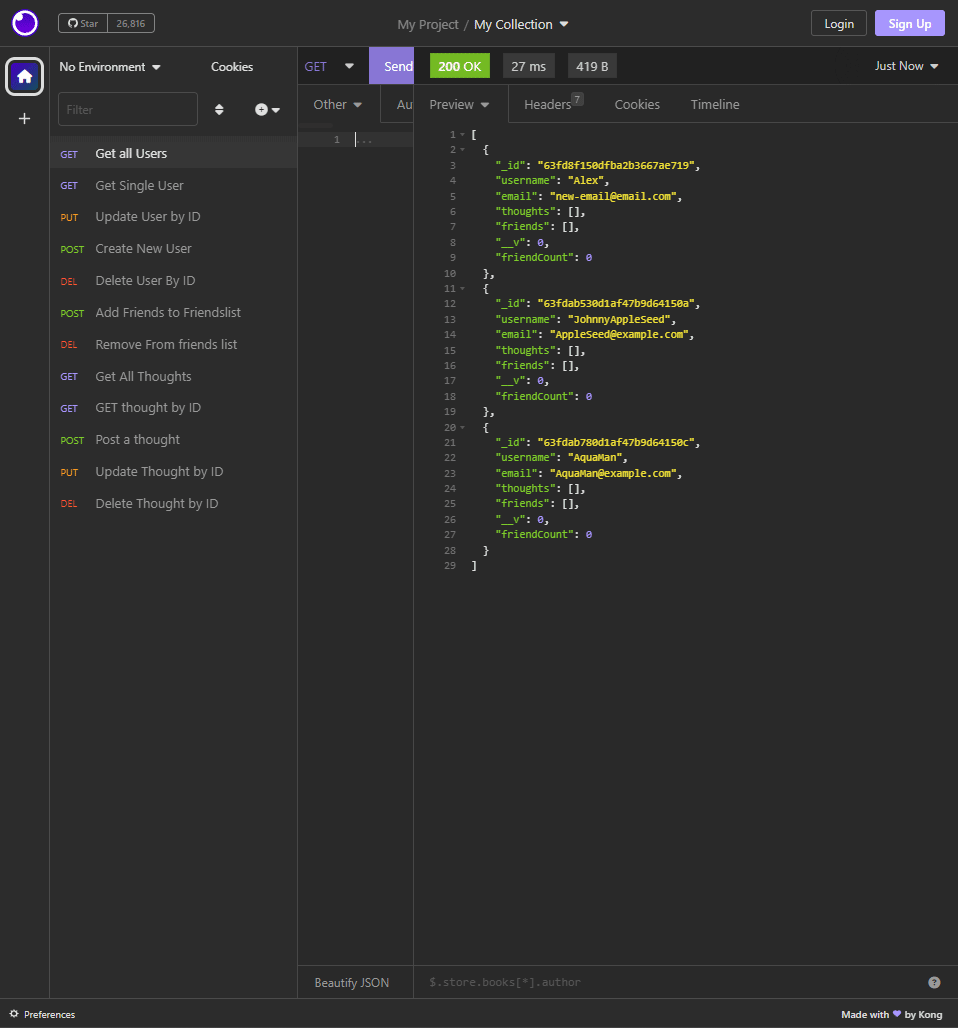 Star 26,816
My Project / My Collection
Login Sign Up
No Environment Cookies
GET Send
200 OK 27 ms 419 B
Just Now
Filter
Other Au
Preview Headers 7 Cookies Timeline
GET Get all Users
GET Get Single User
PUT Update User by ID
POST Create New User
DEL Delete User By ID
POST Add Friends to Friendslist
DEL Remove From friends list
GET Get All Thoughts
GET GET thought by ID
POST Post a thought
PUT Update Thought by ID
DEL Delete Thought by ID
1 ...
1 [
2 {
3 "_id": "63fd8f150dfba2b3667ae719",
4 "username": "Alex",
5 "email": "new-email@email.com",
6 "thoughts": [],
7 "friends": [],
8 "__v": 0,
9 "friendCount": 0
10 },
11 {
12 "_id": "63fdab530d1af47b9d64150a",
13 "username": "JohnnyAppleSeed",
14 "email": "AppleSeed@example.com",
15 "thoughts": [],
16 "friends": [],
17 "__v": 0,
18 "friendCount": 0
19 },
20 {
21 "_id": "63fdab780d1af47b9d64150c",
22 "username": "AquaMan",
23 "email": "AquaMan@example.com",
24 "thoughts": [],
25 "friends": [],
26 "__v": 0,
27 "friendCount": 0
28 }
29 ]
Beautify JSON
$.store.books[*].author
Preferences
Made with ❤ by Kong